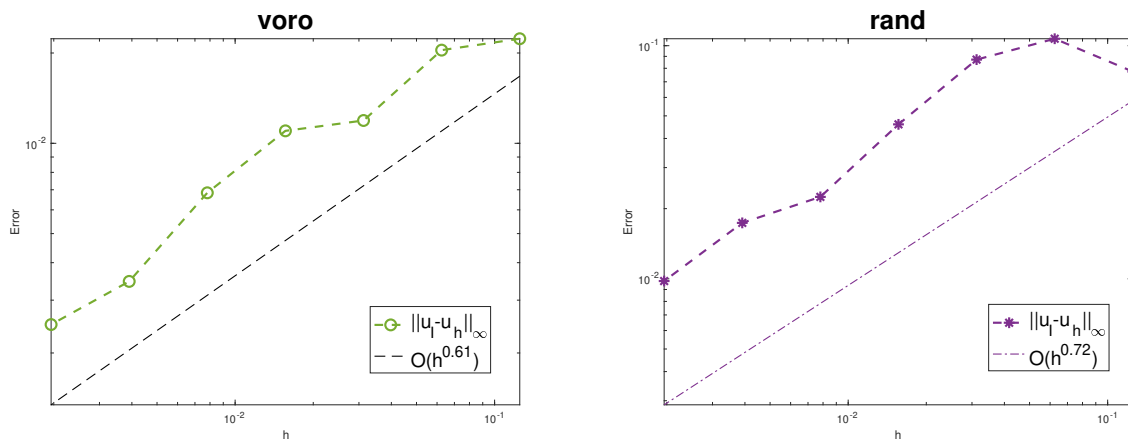 voro
10^-2
Error
||u_I-u_h||_∞
O(h^0.61)
10^-2
10^-1
h
rand
10^-1
10^-2
Error
||u_I-u_h||_∞
O(h^0.72)
10^-2
10^-1
h